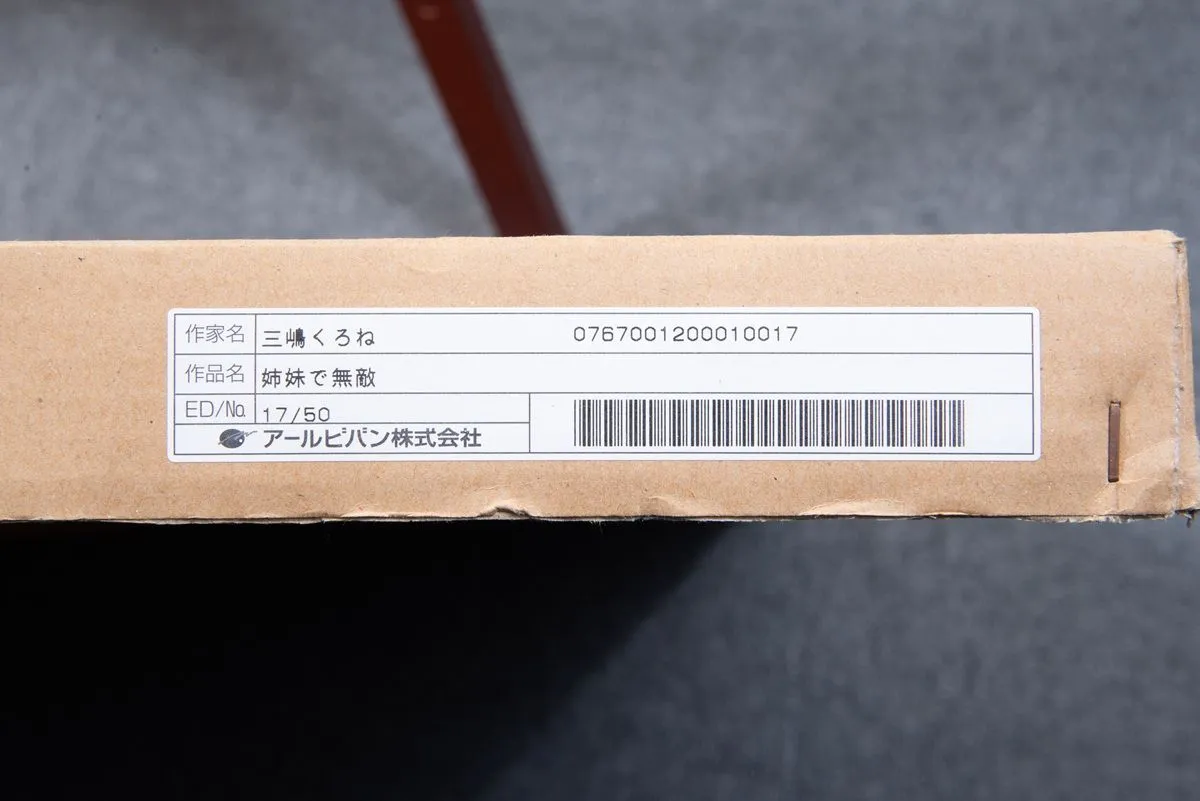 作家名 三嶋くろね 0767001200010017
作品名 姉妹で無敵
ED/No. 17/50
アールビバン株式会社